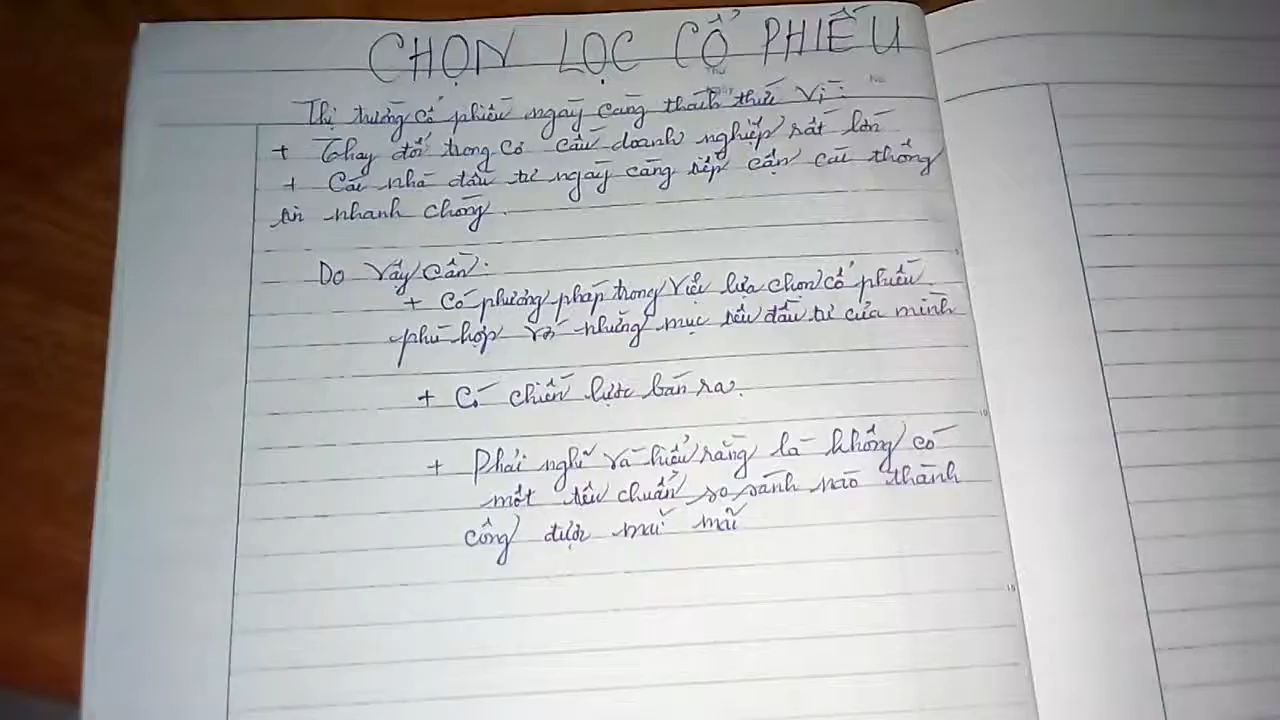 CHỌN LỌC CỔ PHIẾU
Thị trường cổ phiếu ngày càng thách thức Vì:
+ Thay đổi trong cơ cấu doanh nghiệp rất lớn
+ Các nhà đầu tư ngày càng tiếp cận các thông
tin nhanh chóng.
Do Vậy Cần:
+ Có phương pháp trong Việc lựa chọn cổ phiếu
phù hợp với những mục tiêu đầu tư của mình
+ Có chiến lược bán ra.
+ Phải nghĩ và hiểu rằng là không có
một tiêu chuẩn so sánh nào thành
công được mãi mãi